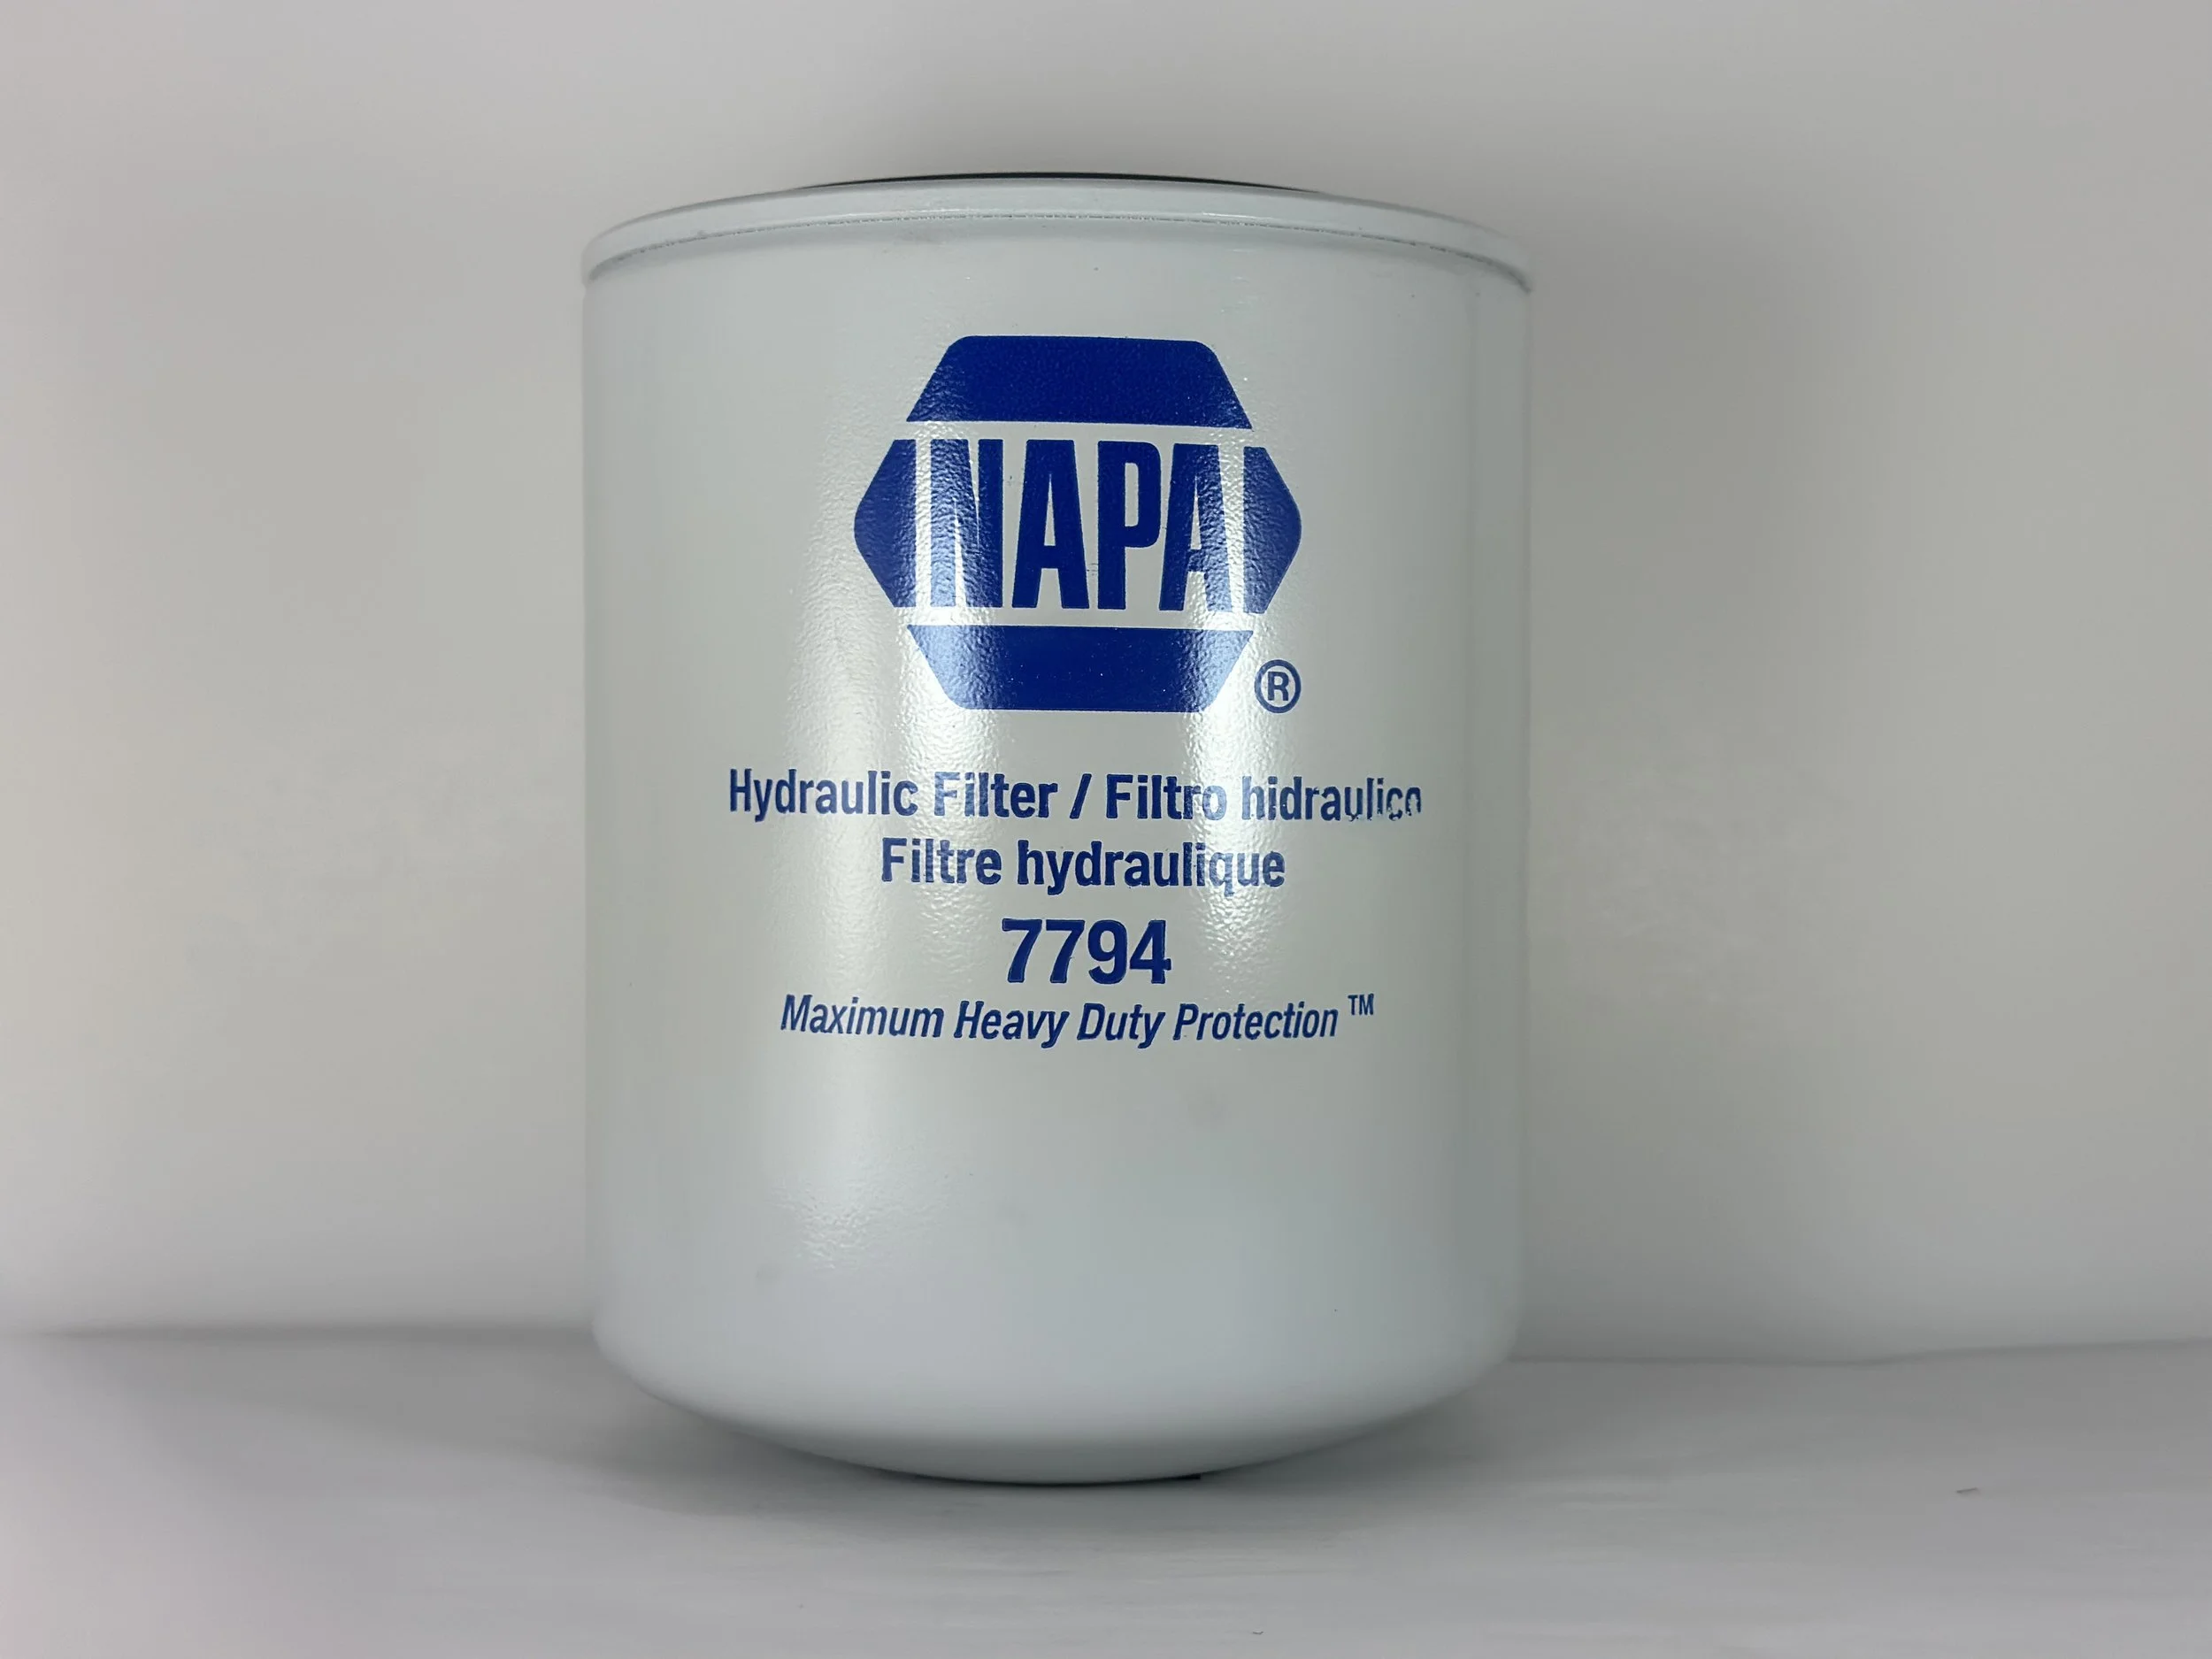 NAPA
®
Hydraulic Filter / Filtro hidraulico
Filtre hydraulique
7794
Maximum Heavy Duty Protection ™